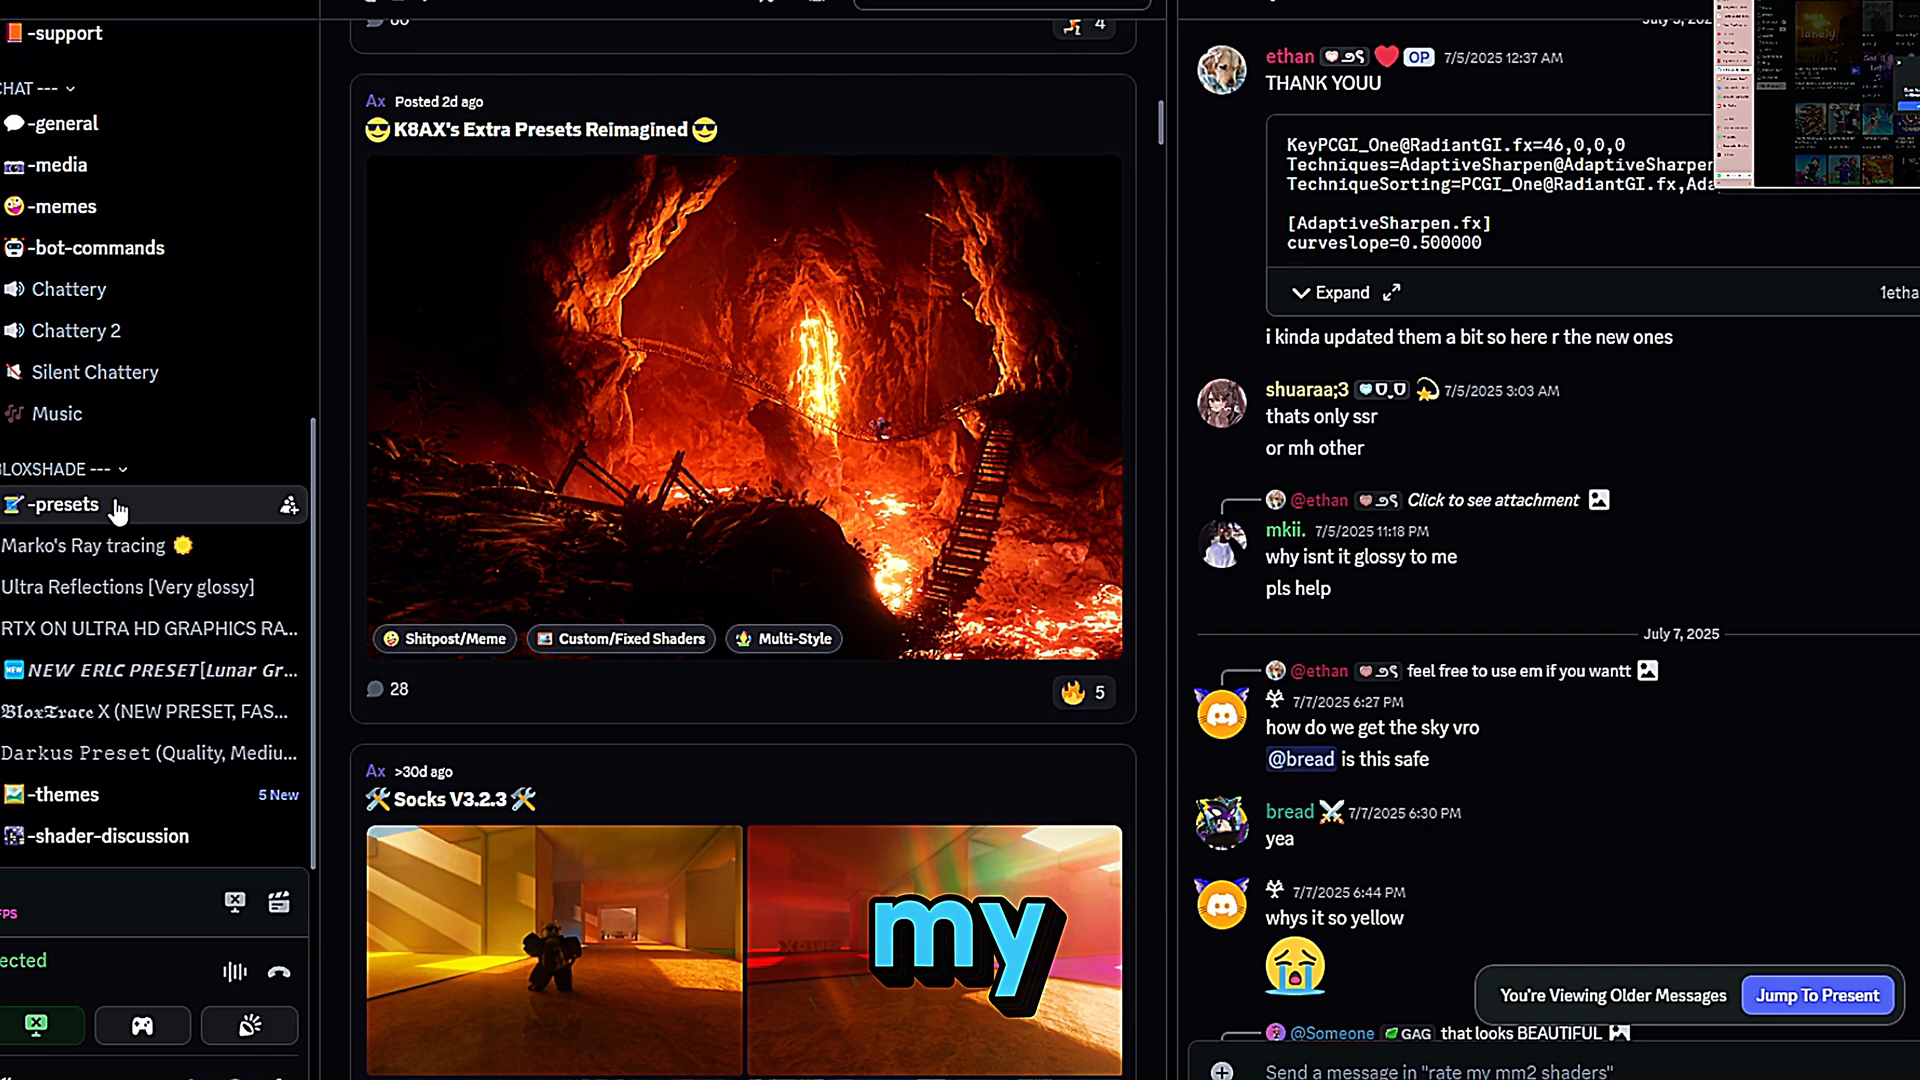 -support
CHAT ---
-general
-media
-memes
-bot-commands
Chattery
Chattery 2
Silent Chattery
Music
BLOXSHADE ---
-presets
Marko's Ray tracing
Ultra Reflections [Very glossy]
RTX ON ULTRA HD GRAPHICS RA...
NEW ERLC PRESET[Lunar Gr...
BloxTrace X (NEW PRESET, FAS...
Darkus Preset (Quality, Mediu...
-themes
5 New
-shader-discussion
FPS
ected
4
Ax Posted 2d ago
K8AX's Extra Presets Reimagined
Shitpost/Meme
Custom/Fixed Shaders
Multi-Style
28
5
Ax >30d ago
Socks V3.2.3
my
ethan OP 7/5/2025 12:37 AM
THANK YOUU
KeyPCGI_One@RadiantGI.fx=46,0,0,0
Techniques=AdaptiveSharpen@AdaptiveSharpen
TechniqueSorting=PCGI_One@RadiantGI.fx,Ada
[AdaptiveSharpen.fx]
curveslope=0.500000
Expand
1etha
i kinda updated them a bit so here r the new ones
shuaraa;3 7/5/2025 3:03 AM
thats only ssr
or mh other
@ethan Click to see attachment
mkii. 7/5/2025 11:18 PM
why isnt it glossy to me
pls help
July 7, 2025
@ethan feel free to use em if you wantt
7/7/2025 6:27 PM
how do we get the sky vro
@bread is this safe
bread 7/7/2025 6:30 PM
yea
7/7/2025 6:44 PM
whys it so yellow
You're Viewing Older Messages
Jump To Present
@Someone GAG that looks BEAUTIFUL
Send a message in "rate my mm2 shaders"